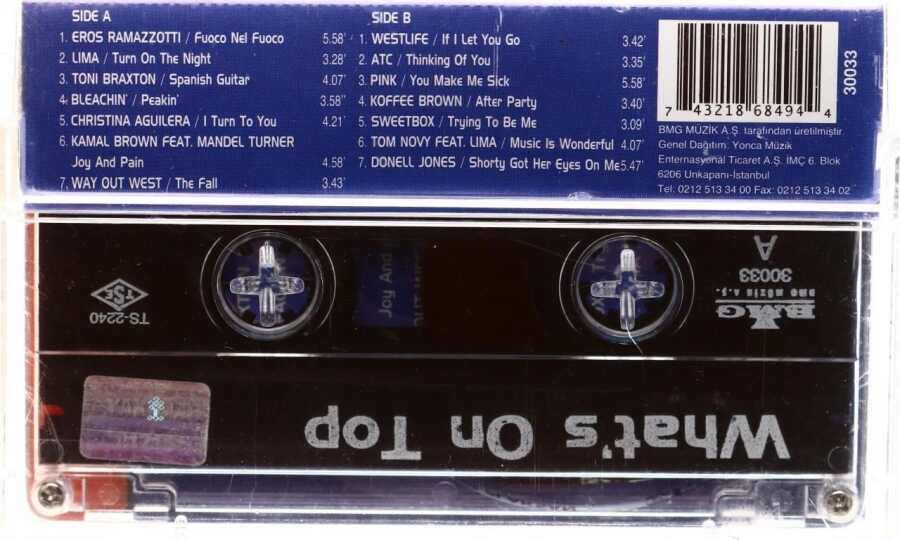 SIDE A
1. EROS RAMAZZOTTI / Fuoco Nel Fuoco 5.58'
2. LIMA / Turn On The Night 3.28'
3. TONI BRAXTON / Spanish Guitar 4.07'
4. BLEACHIN' / Peakin' 3.58"
5. CHRISTINA AGUILERA / I Turn To You 4.21'
6. KAMAL BROWN FEAT. MANDEL TURNER
Joy And Pain 4.58'
7. WAY OUT WEST / The Fall 3.43'
SIDE B
1. WESTLIFE / If I Let You Go 3.42'
2. ATC / Thinking Of You 3.35'
3. PINK / You Make Me Sick 5.58'
4. KOFFEE BROWN / After Party 3.40'
5. SWEETBOX / Trying To Be Me 3.09'
6. TOM NOVY FEAT. LIMA / Music Is Wonderful 4.07'
7. DONELL JONES / Shorty Got Her Eyes On Me 5.47'
7 43218 68494 4
30033
BMG MÜZİK A.Ş. tarafından üretilmiştir.
Genel Dağıtım: Yonca Müzik
Enternasyonal Ticaret A.Ş. İMÇ 6. Blok
6206 Unkapanı-İstanbul
Tel: 0212 513 34 00 Fax: 0212 513 34 02
What's On Top
BMG
BMG müzik a.ş.
30033
A
Joy And
TSE
TS-2240